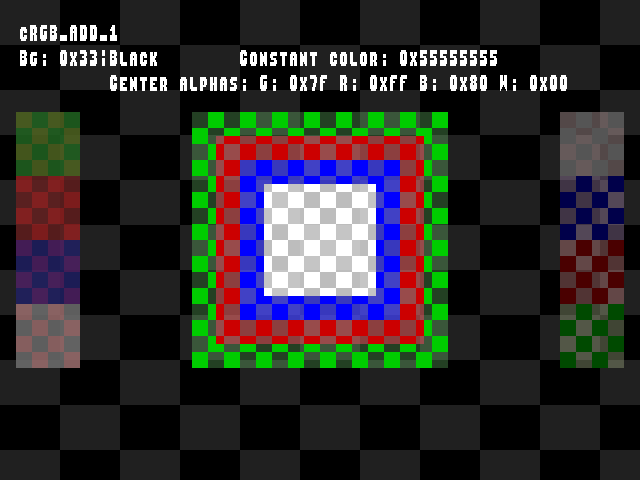 cRGB_ADD_1
Bg: 0x33¦Black Constant color: 0x55555555
Center alphas: G: 0x7f R: 0xff B: 0x80 W: 0x00